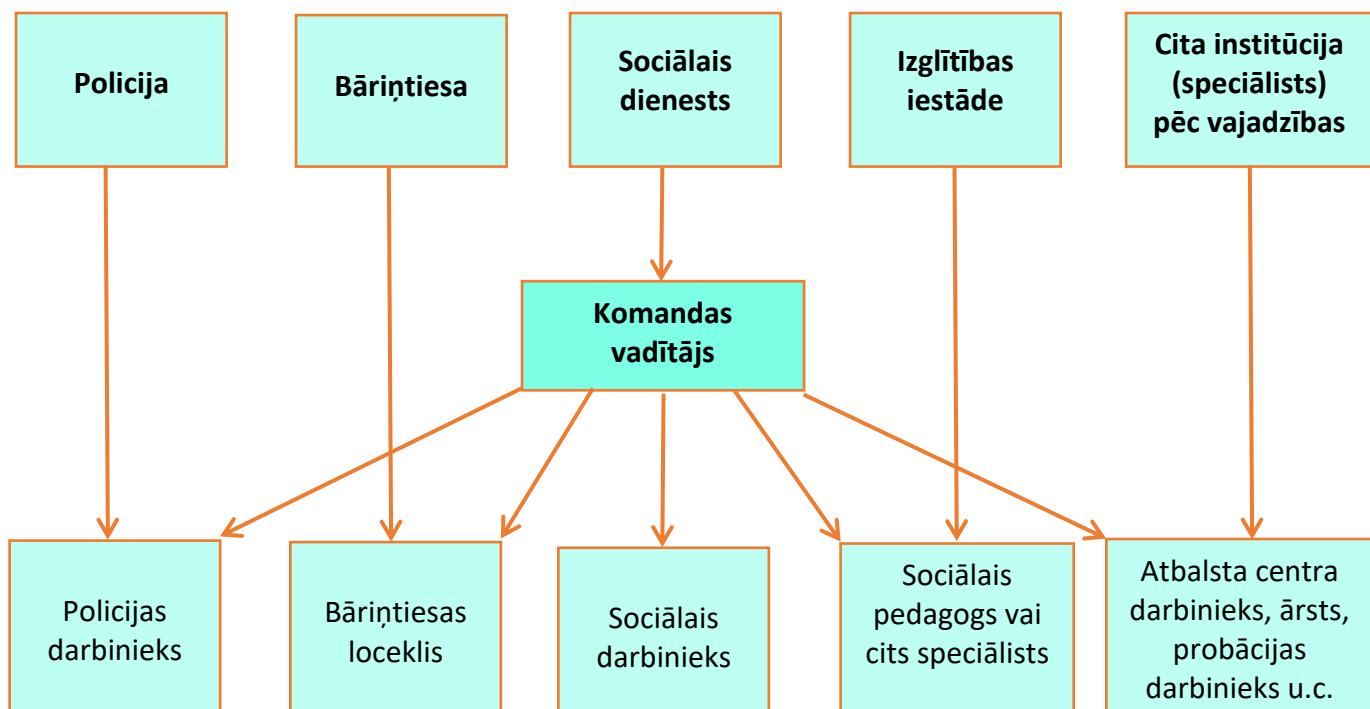 Policija
Bāriņtiesa
Sociālais
dienests
Izglītības
iestāde
Cita institūcija
(speciālists)
pēc vajadzības
Komandas
vadītājs
Policijas
darbinieks
Bāriņtiesas
loceklis
Sociālais
darbinieks
Sociālais
pedagogs vai
cits speciālists
Atbalsta centra
darbinieks, ārsts,
probācijas
darbinieks u.c.